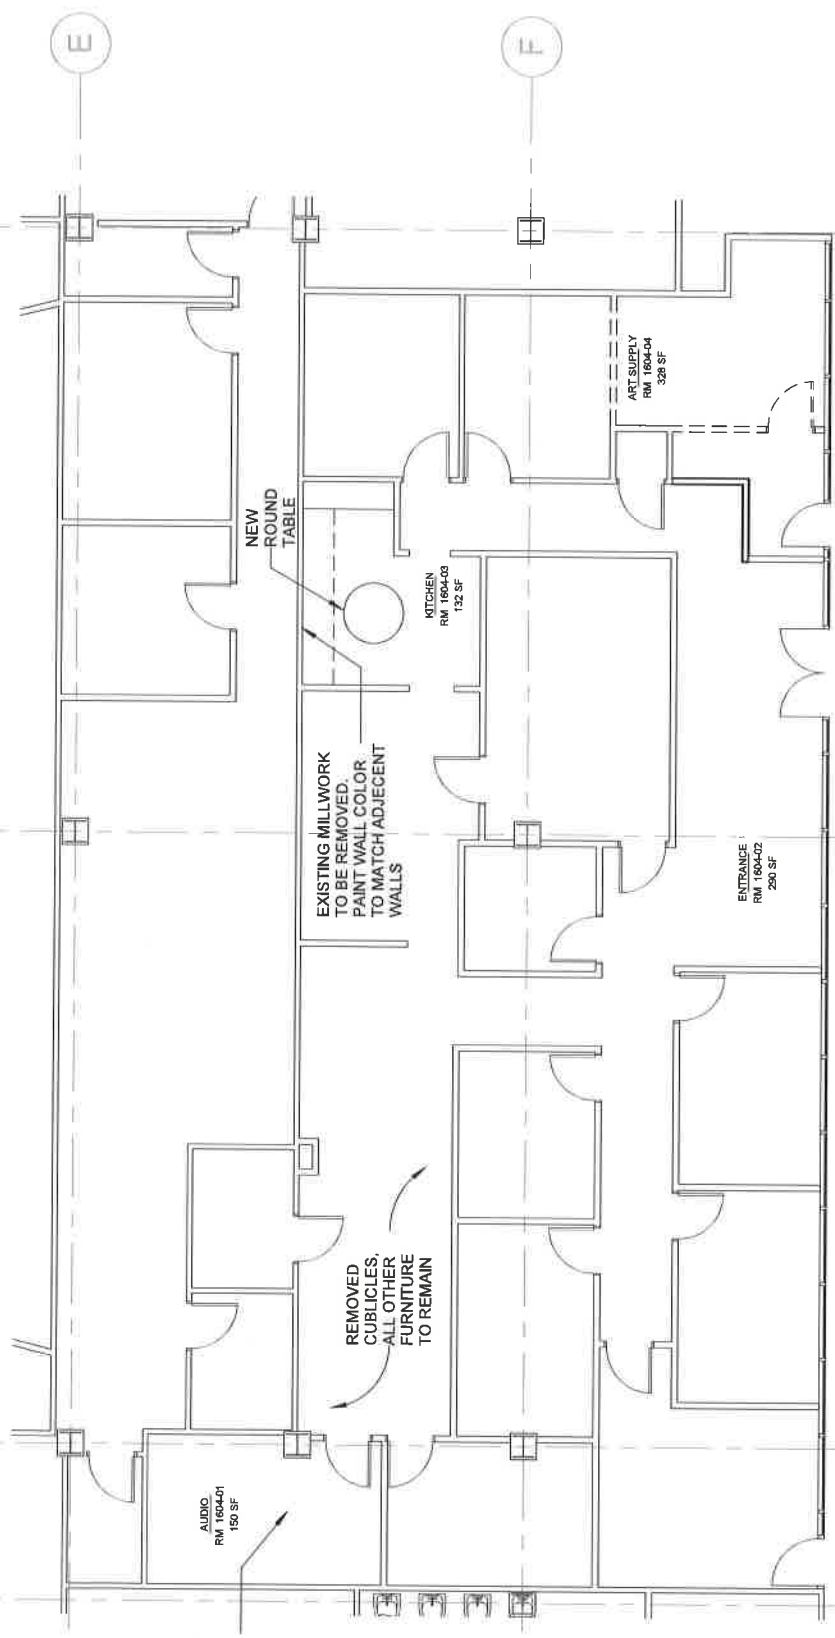 E
F
ART SUPPLY
RM 1604-04
328 SF
NEW
ROUND
TABLE
KITCHEN
RM 1604-03
132 SF
EXISTING MILLWORK
TO BE REMOVED.
PAINT WALL COLOR
TO MATCH ADJECENT
WALLS
ENTRANCE
RM 1604-02
290 SF
REMOVED
CUBLICLES,
ALL OTHER
FURNITURE
TO REMAIN
AUDIO
RM 1604-01
150 SF